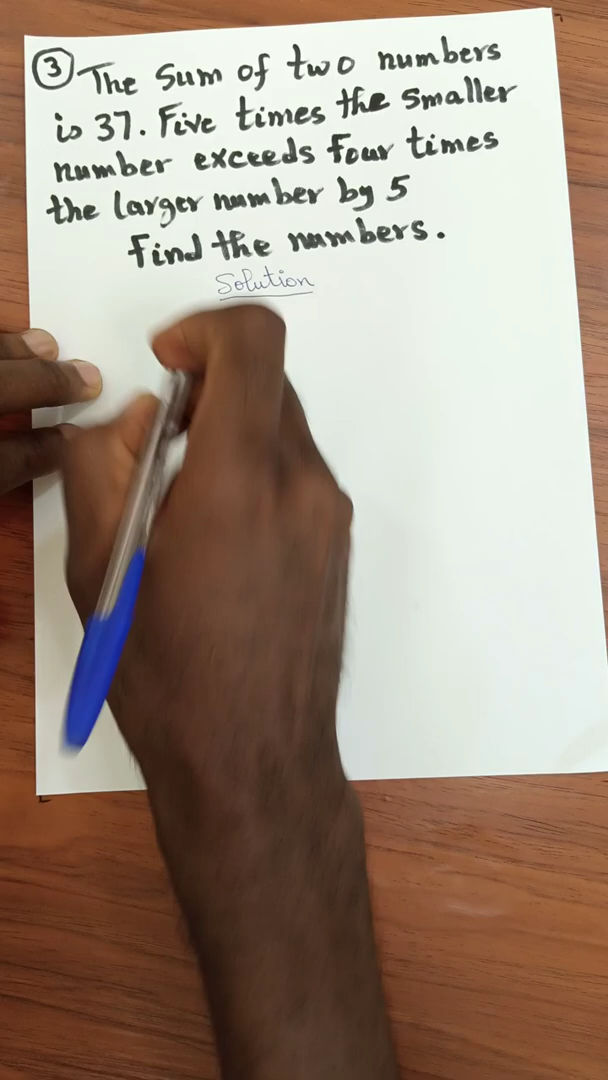 ③ The Sum of two numbers
is 37. Five times the Smaller
number exceeds four times
the larger number by 5
find the numbers.
Solution